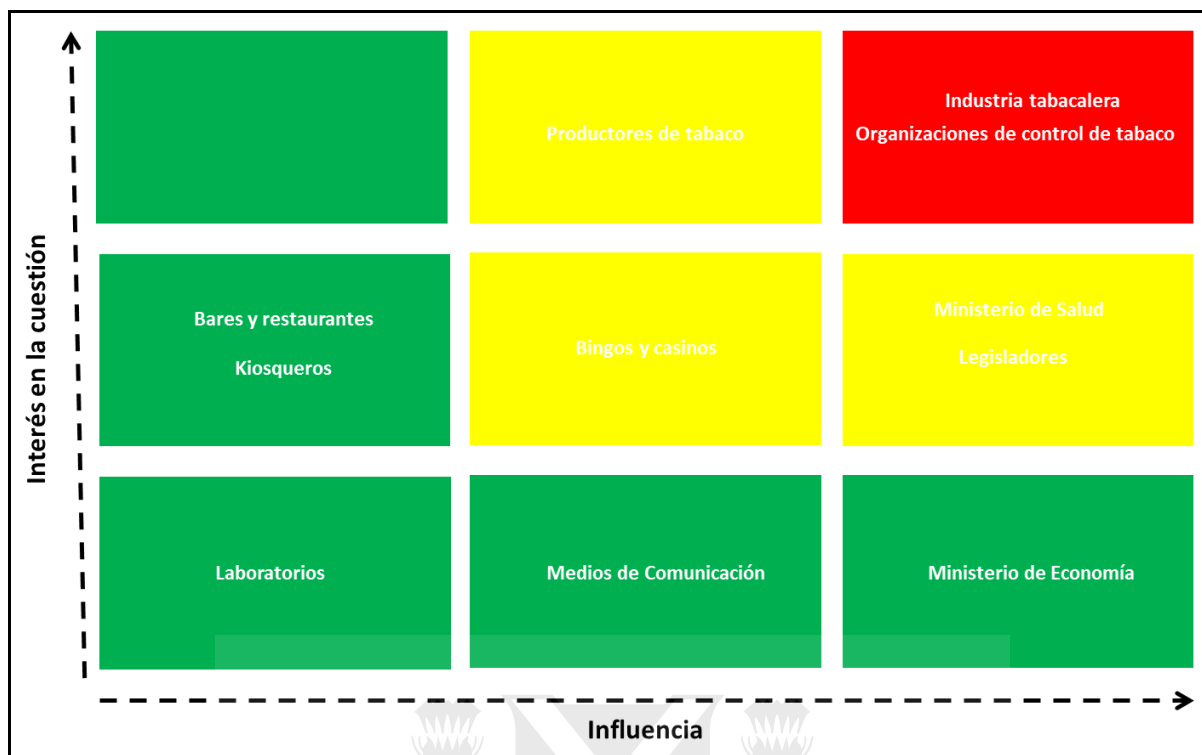 Interés en la cuestión
Productores de tabaco
Industria tabacalera
Organizaciones de control de tabaco
Bares y restaurantes
Kiosqueros
Bingos y casinos
Ministerio de Salud
Legisladores
Laboratorios
Medios de Comunicación
Ministerio de Economía
Influencia